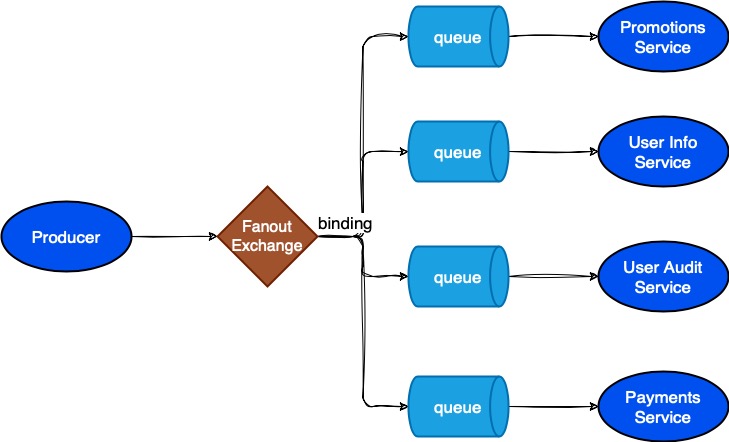 queue
Promotions
Service
queue
User Info
Service
Producer
Fanout
Exchange
binding
queue
User Audit
Service
queue
Payments
Service